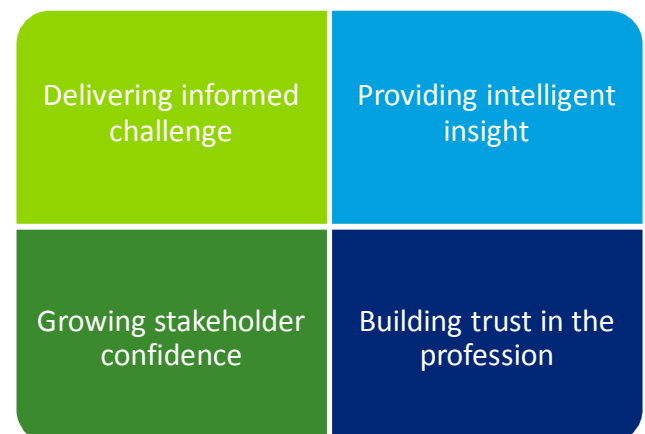 Delivering informed
challenge
Providing intelligent
insight
Growing stakeholder
confidence
Building trust in the
profession